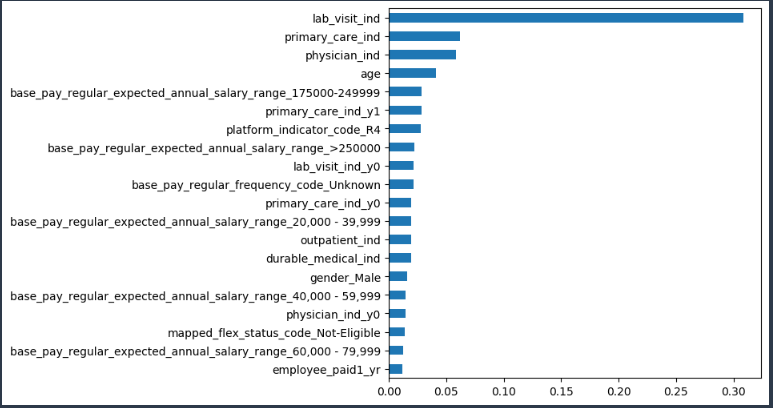 lab_visit_ind
primary_care_ind
physician_ind
age
base_pay_regular_expected_annual_salary_range_175000-249999
primary_care_ind_y1
platform_indicator_code_R4
base_pay_regular_expected_annual_salary_range_>250000
lab_visit_ind_y0
base_pay_regular_frequency_code_Unknown
primary_care_ind_y0
base_pay_regular_expected_annual_salary_range_20,000 - 39,999
outpatient_ind
durable_medical_ind
gender_Male
base_pay_regular_expected_annual_salary_range_40,000 - 59,999
physician_ind_y0
mapped_flex_status_code_Not-Eligible
base_pay_regular_expected_annual_salary_range_60,000 - 79,999
employee_paid1_yr
0.00 0.05 0.10 0.15 0.20 0.25 0.30